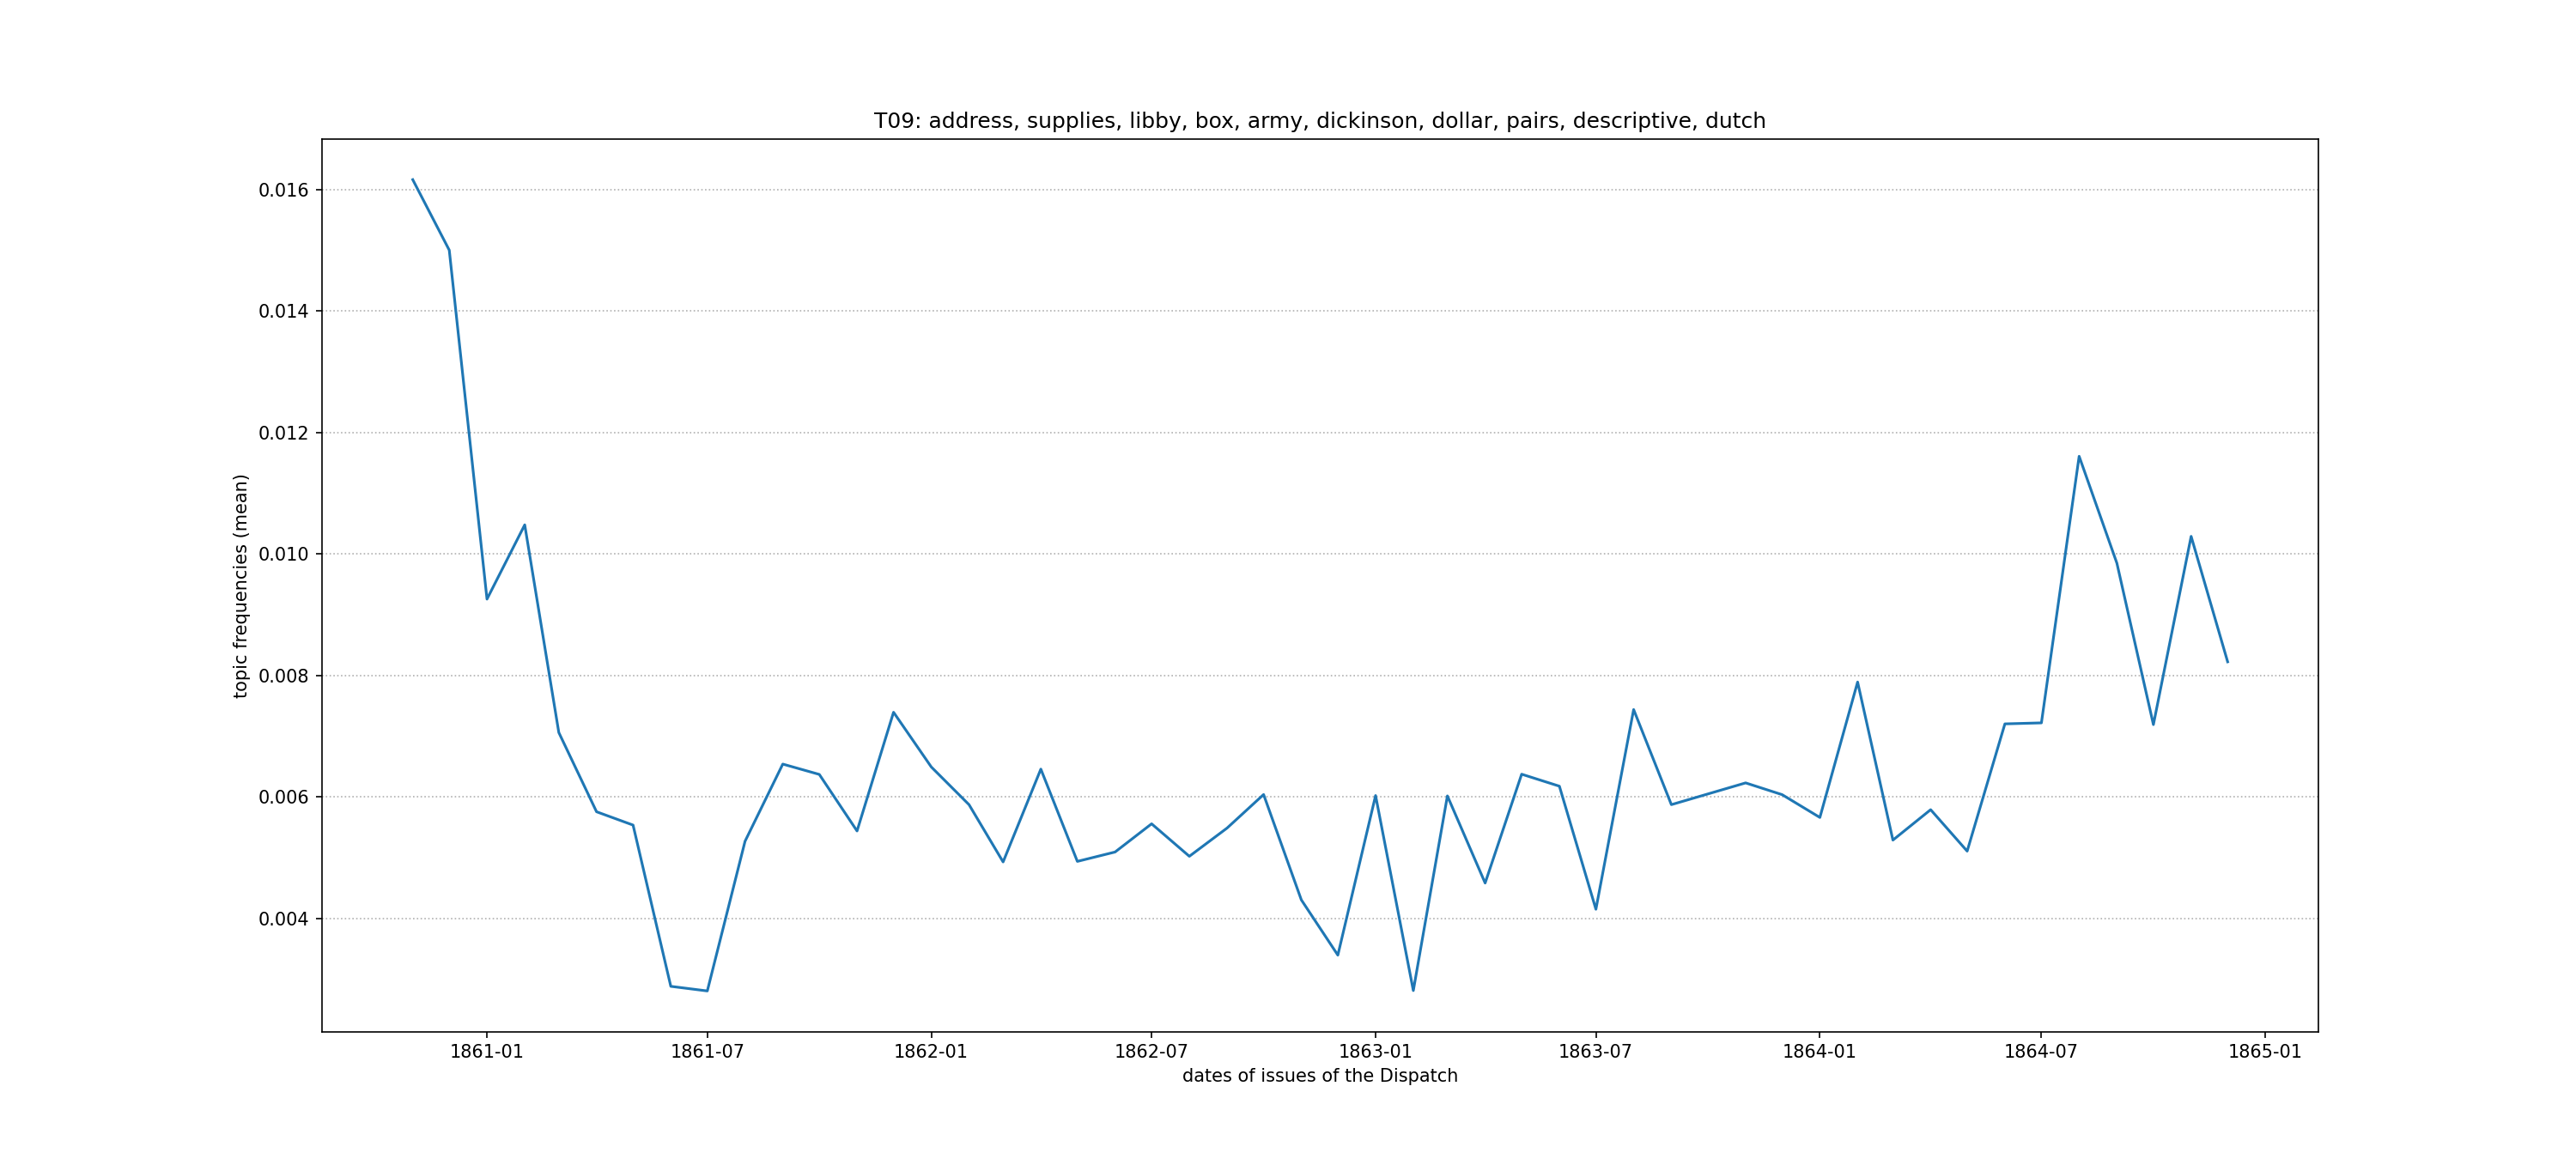 T09: address, supplies, libby, box, army, dickinson, dollar, pairs, descriptive, dutch
topic frequencies (mean)
0.016
0.014
0.012
0.010
0.008
0.006
0.004
1861-01 1861-07 1862-01 1862-07 1863-01 1863-07 1864-01 1864-07 1865-01
dates of issues of the Dispatch